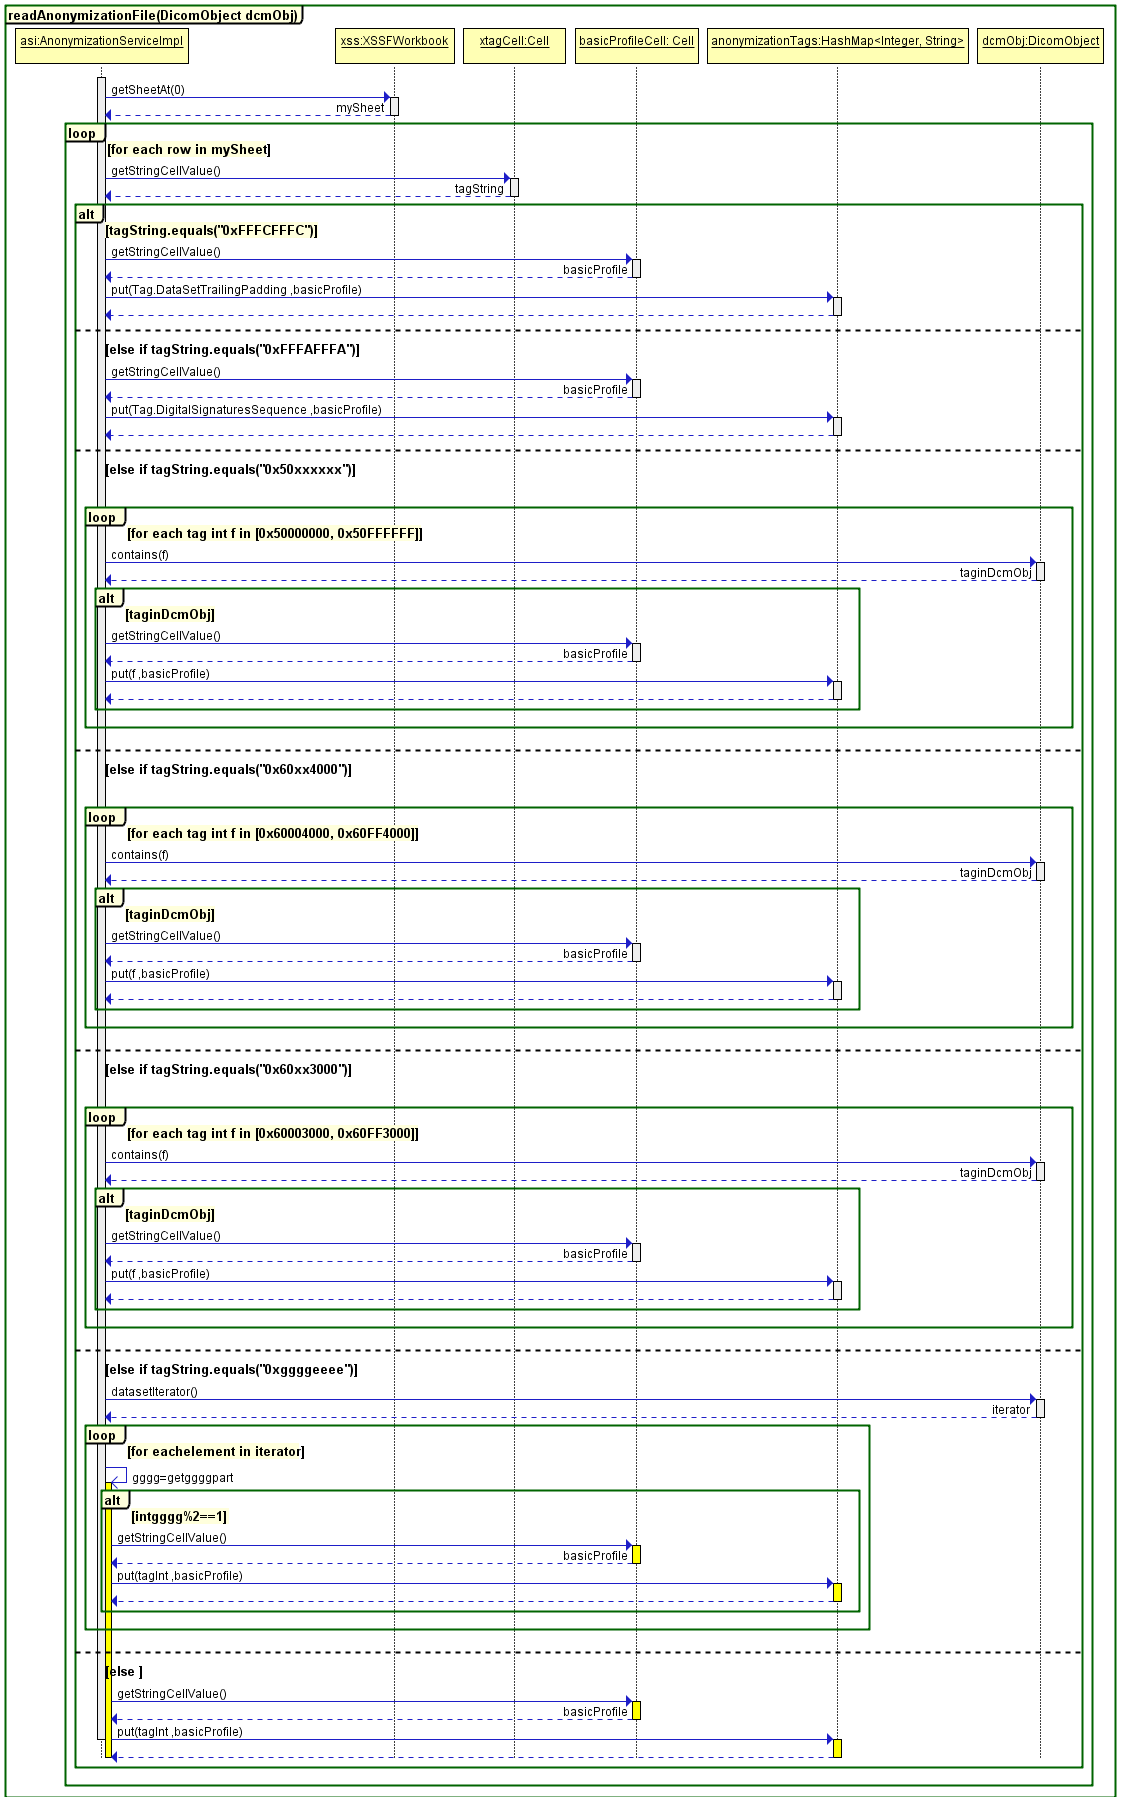 readAnonymizationFile(DicomObject dcmObj)
asi:AnonymizationServiceImpl
xss:XSSFWorkbook
xtagCell:Cell
basicProfileCell: Cell
anonymizationTags:HashMap<Integer, String>
dcmObj:DicomObject
getSheetAt(0)
mySheet
loop
[for each row in mySheet]
getStringCellValue()
tagString
alt
[tagString.equals("0xFFFCFFFC")]
getStringCellValue()
basicProfile
put(Tag.DataSetTrailingPadding ,basicProfile)
[else if tagString.equals("0xFFFAFFFA")]
getStringCellValue()
basicProfile
put(Tag.DigitalSignaturesSequence ,basicProfile)
[else if tagString.equals("0x50xxxxxx")]
loop
[for each tag int f in [0x50000000, 0x50FFFFFF]]
contains(f)
taginDcmObj
alt
[taginDcmObj]
getStringCellValue()
basicProfile
put(f ,basicProfile)
[else if tagString.equals("0x60xx4000")]
loop
[for each tag int f in [0x60004000, 0x60FF4000]]
contains(f)
taginDcmObj
alt
[taginDcmObj]
getStringCellValue()
basicProfile
put(f ,basicProfile)
[else if tagString.equals("0x60xx3000")]
loop
[for each tag int f in [0x60003000, 0x60FF3000]]
contains(f)
taginDcmObj
alt
[taginDcmObj]
getStringCellValue()
basicProfile
put(f ,basicProfile)
[else if tagString.equals("0xggggeeee")]
datasetIterator()
iterator
loop
[for eachelement in iterator]
gggg=getggggpart
alt
[intgggg%2==1]
getStringCellValue()
basicProfile
put(tagInt ,basicProfile)
[else ]
getStringCellValue()
basicProfile
put(tagInt ,basicProfile)